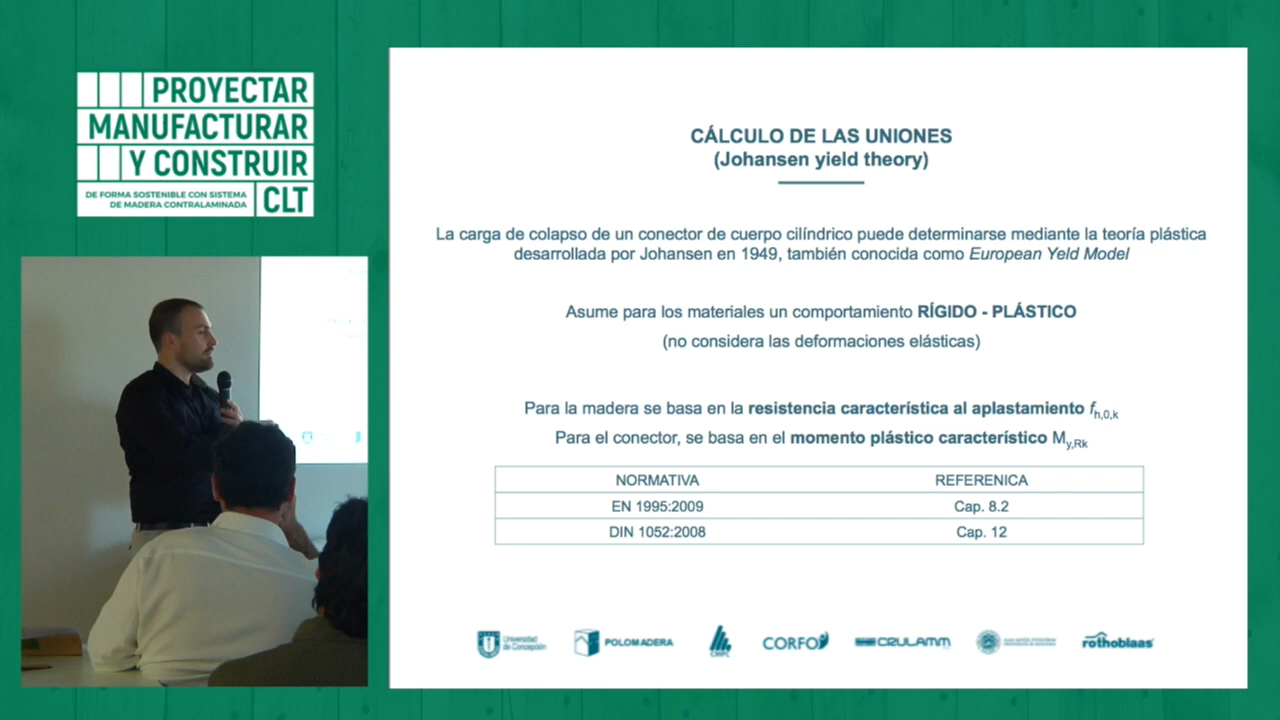 PROYECTAR
MANUFACTURAR
Y CONSTRUIR
DE FORMA SOSTENIBLE CON SISTEMA
DE MADERA CONTRALAMINADA
CLT
CÁLCULO DE LAS UNIONES
(Johansen yield theory)
La carga de colapso de un conector de cuerpo cilíndrico puede determinarse mediante la teoría plástica
desarrollada por Johansen en 1949, también conocida como European Yeld Model
Asume para los materiales un comportamiento RÍGIDO - PLÁSTICO
(no considera las deformaciones elásticas)
Para la madera se basa en la resistencia característica al aplastamiento fh,0,k
Para el conector, se basa en el momento plástico característico My,Rk
NORMATIVA REFERENICA
EN 1995:2009 Cap. 8.2
DIN 1052:2008 Cap. 12
Universidad
de Concepción
POLOMADERA
CMPC
CORFO
CRULAMM
rothoblaas